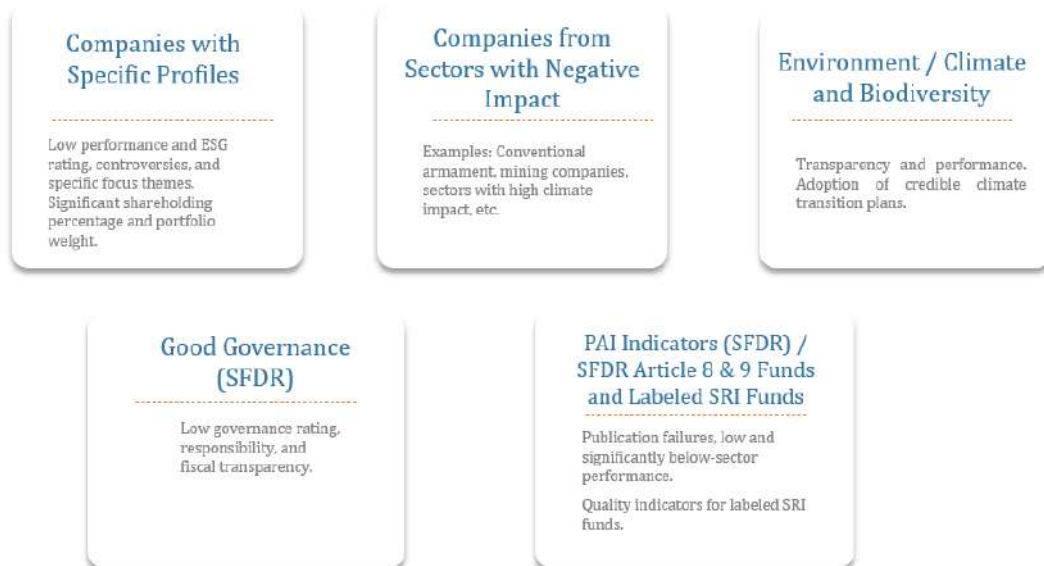 Companies with
Specific Profiles
Low performance and ESG
rating, controversies, and
specific focus themes.
Significant shareholding
percentage and portfolio
weight.
Companies from
Sectors with Negative
Impact
Examples: Conventional
armament, mining companies,
sectors with high climate
impact, etc.
Environment / Climate
and Biodiversity
Transparency and performance.
Adoption of credible climate
transition plans.
Good Governance
(SFDR)
Low governance rating,
responsibility, and
fiscal transparency.
PAI Indicators (SFDR) /
SFDR Article 8 & 9 Funds
and Labeled SRI Funds
Publication failures, low and
significantly below-sector
performance.
Quality indicators for labeled SRI
funds.